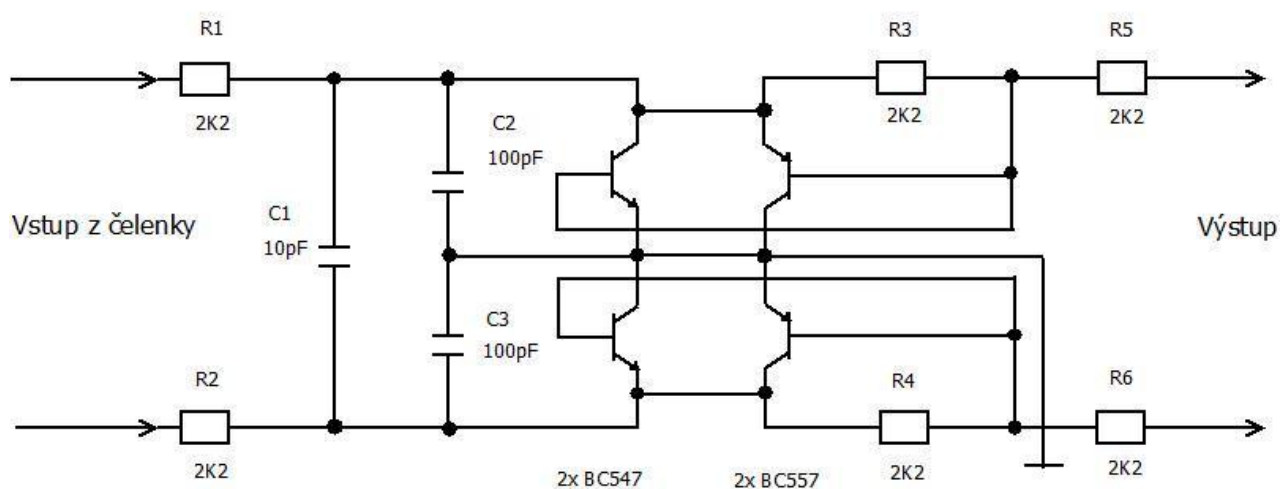 R1
2K2
R3
2K2
R5
2K2
C2
100pF
Vstup z čelenky
C1
10pF
Výstup
C3
100pF
R2
2K2
R4
2K2
R6
2K2
2x BC547
2x BC557